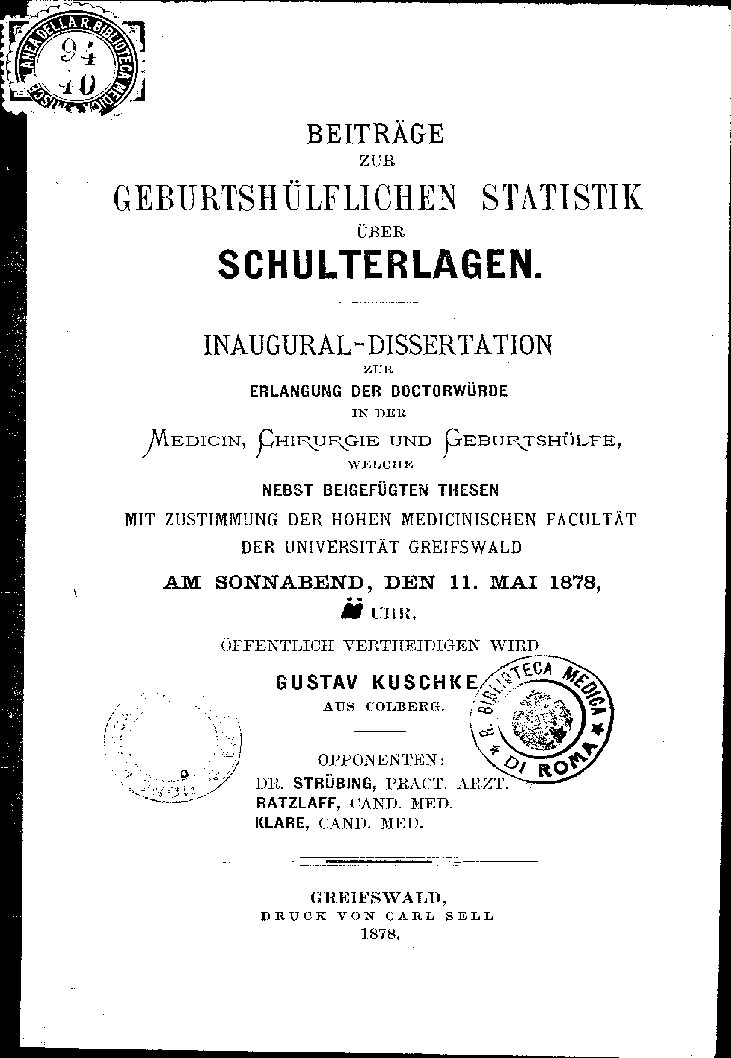 94
10
BEITRÄGE
ZUR
GEBURTSHÜLFLICHEN STATISTIK
ÜBER
SCHULTERLAGEN.
INAUGURAL-DISSERTATION
ZUR
ERLANGUNG DER DOCTORWÜRDE
IN DER
MEDICIN, CHIRURGIE UND GEBURTSHÜLFE,
WELCHE
NEBST BEIGEFÜGTEN THESEN
MIT ZUSTIMMUNG DER HOHEN MEDICINISCHEN FACULTÄT
DER UNIVERSITÄT GREIFSWALD
AM SONNABEND, DEN 11. MAI 1878,
UHR,
ÖFFENTLICH VERTHEIDIGEN WIRD
GUSTAV KUSCHKE
AUS COLBERG.
R. BIBLIOTECA MEDICA
DI ROMA
OPPONENTEN:
DR. STRÜBING, PRACT. ARZT.
RATZLAFF, CAND. MED.
KLARE, CAND. MED.
GREIFSWALD,
DRUCK VON CARL SELL
1878.